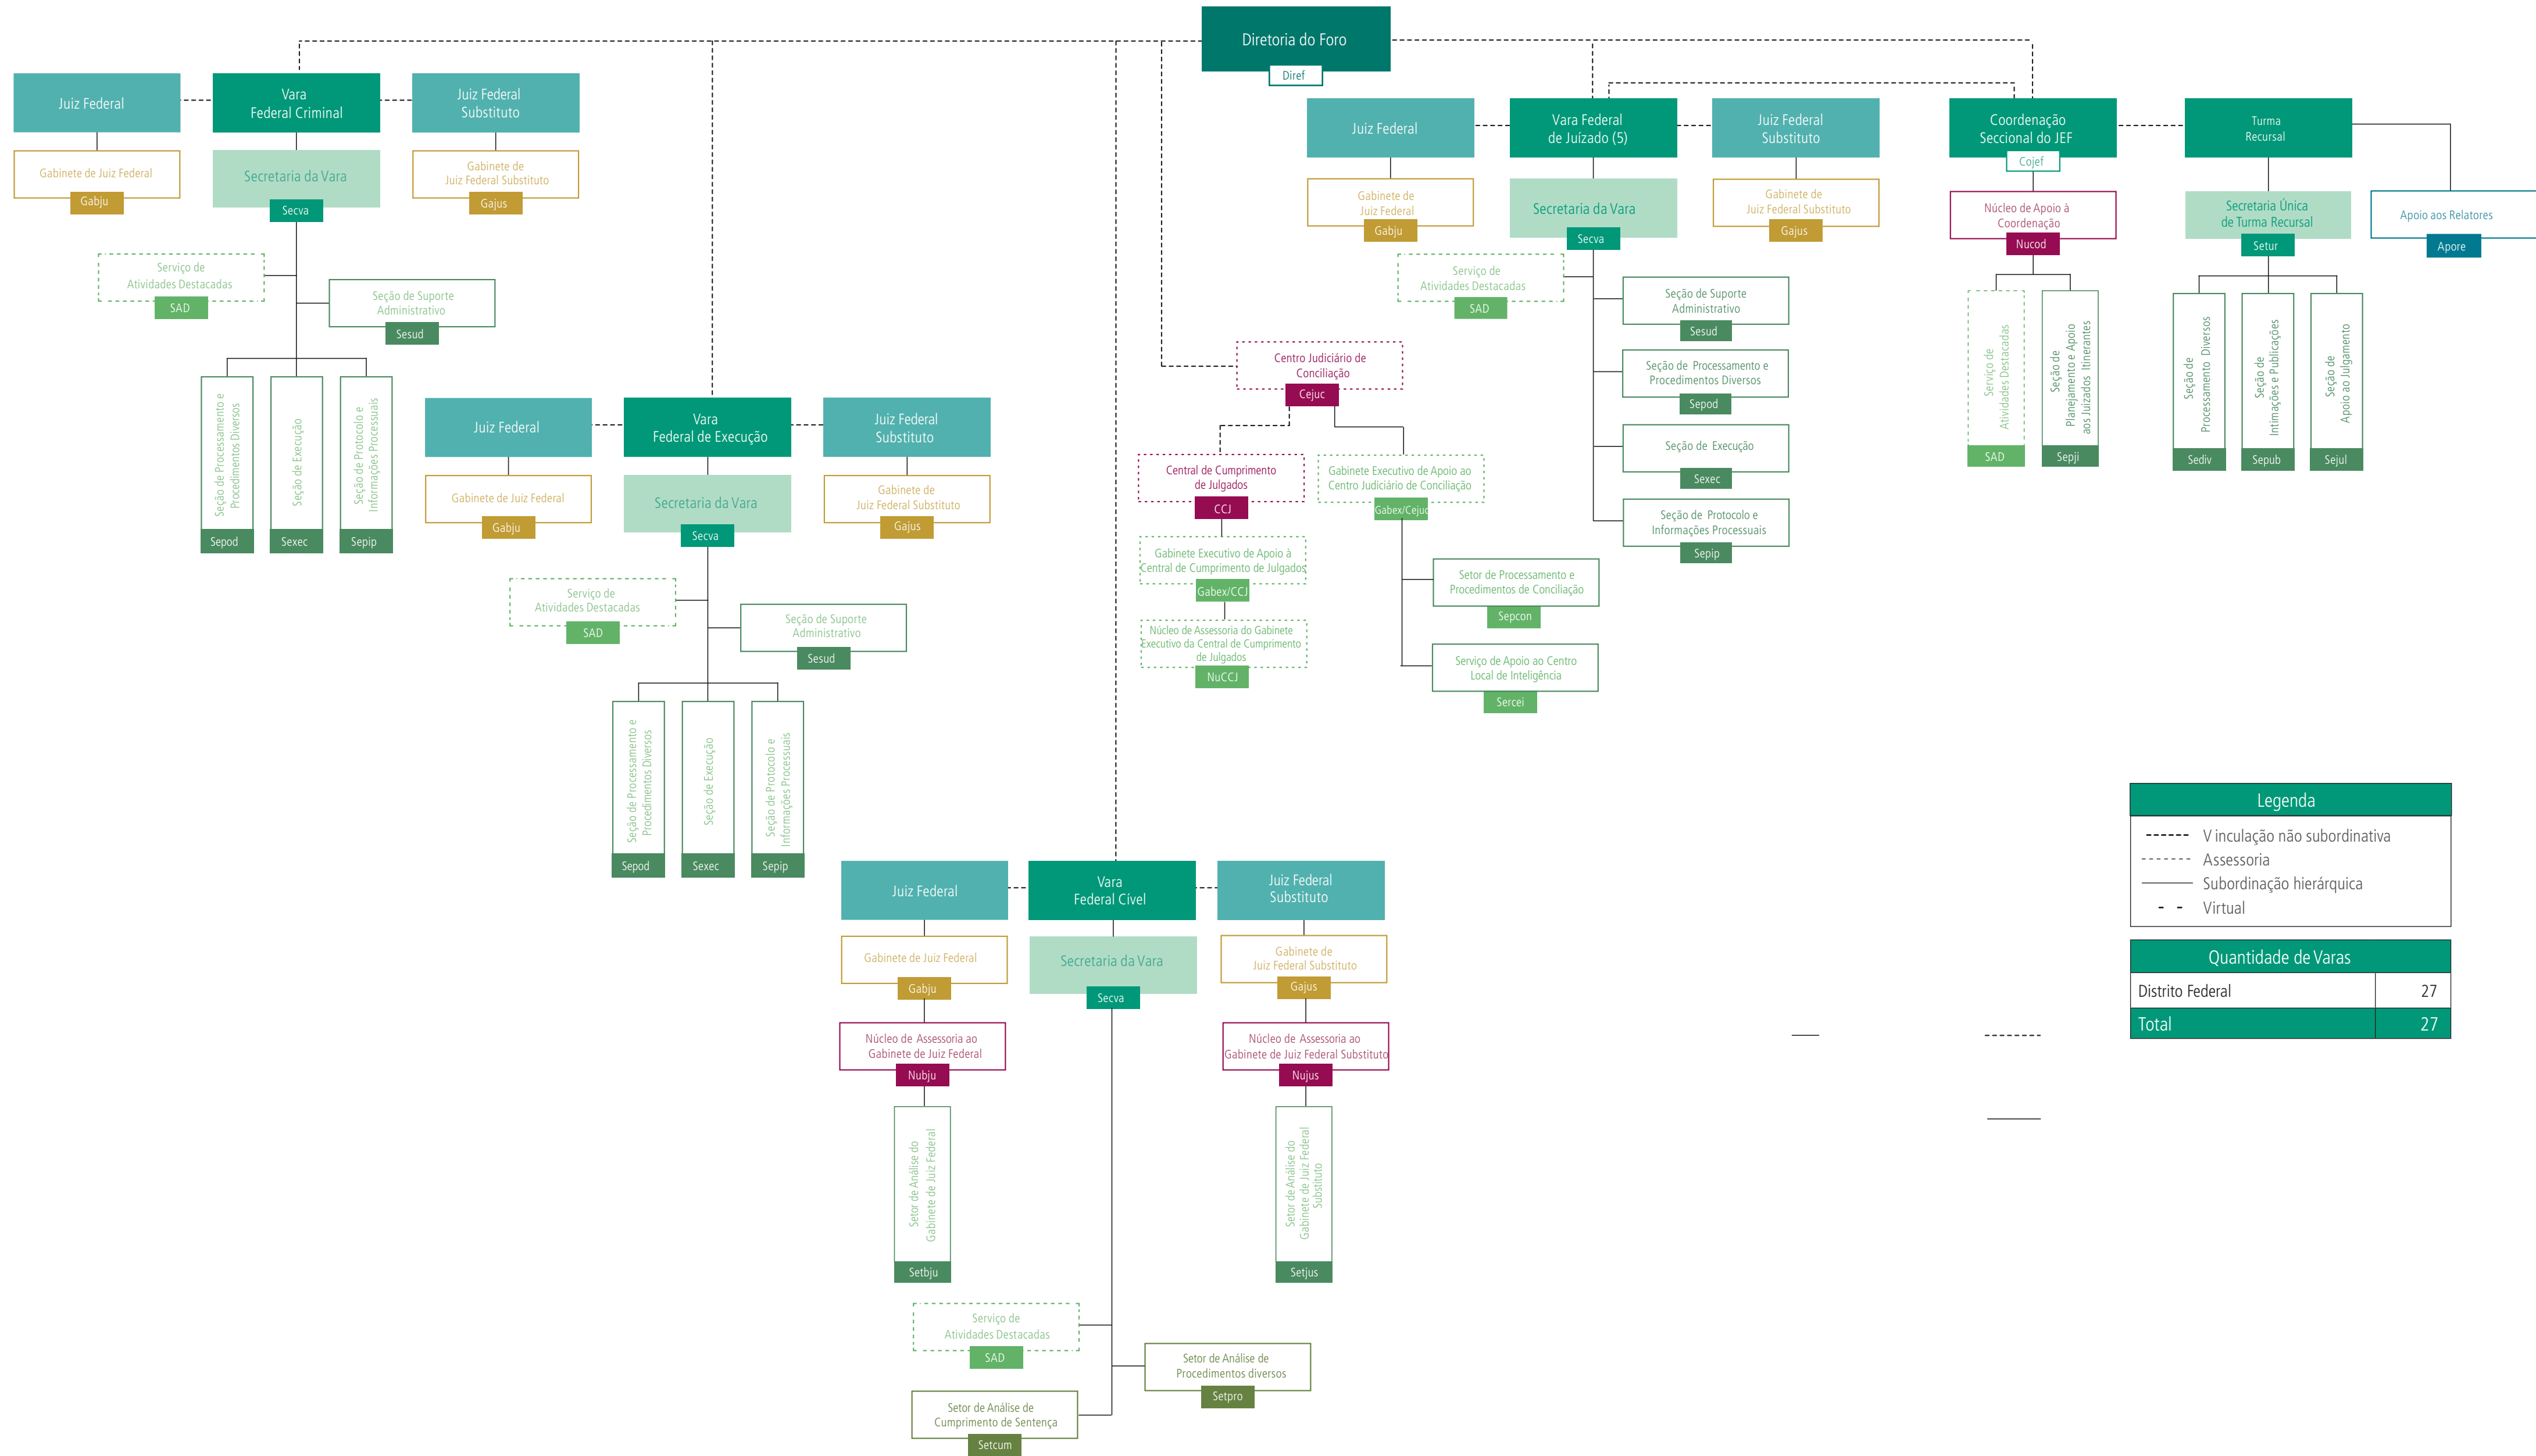 Diretoria do Foro
Diref
Juiz Federal
Gabinete de Juiz Federal
Gabju
Vara
Federal Criminal
Secretaria da Vara
Secva
Juiz Federal
Substituto
Gabinete de
Juiz Federal Substituto
Gajus
Serviço de
Atividades Destacadas
SAD
Seção de Suporte
Administrativo
Sesud
Seção de Processamento e
Procedimentos Diversos
Sepod
Seção de Execução
Sexec
Seção de Protocolo e
Informações Processuais
Sepip
Juiz Federal
Gabinete de Juiz Federal
Gabju
Vara
Federal de Execução
Secretaria da Vara
Secva
Juiz Federal
Substituto
Gabinete de
Juiz Federal Substituto
Gajus
Serviço de
Atividades Destacadas
SAD
Seção de Suporte
Administrativo
Sesud
Seção de Processamento e
Procedimentos Diversos
Sepod
Seção de Execução
Sexec
Seção de Protocolo e
Informações Processuais
Sepip
Juiz Federal
Gabinete de Juiz Federal
Gabju
Núcleo de Assessoria ao
Gabinete de Juiz Federal
Nubju
Setor de Análise do
Gabinete de Juiz Federal
Setbju
Vara
Federal Cível
Secretaria da Vara
Secva
Juiz Federal
Substituto
Gabinete de
Juiz Federal Substituto
Gajus
Núcleo de Assessoria ao
Gabinete de Juiz Federal Substituto
Nujus
Setor de Análise do
Gabinete de Juiz Federal
Substituto
Setjus
Serviço de
Atividades Destacadas
SAD
Setor de Análise de
Procedimentos diversos
Setpro
Setor de Análise de
Cumprimento de Sentença
Setcum
Centro Judiciário de
Conciliação
Cejuc
Central de Cumprimento
de Julgados
CCJ
Gabinete Executivo de Apoio à
Central de Cumprimento de Julgados
Gabex/CCJ
Núcleo de Assessoria do Gabinete
Executivo da Central de Cumprimento
de Julgados
NuCCJ
Gabinete Executivo de Apoio ao
Centro Judiciário de Conciliação
Gabex/Cejuc
Setor de Processamento e
Procedimentos de Conciliação
Sepcon
Serviço de Apoio ao Centro
Local de Inteligência
Sercei
Juiz Federal
Gabinete de
Juiz Federal
Gabju
Vara Federal
de Juízado (5)
Secretaria da Vara
Secva
Juiz Federal
Substituto
Gabinete de
Juiz Federal Substituto
Gajus
Serviço de
Atividades Destacadas
SAD
Seção de Suporte
Administrativo
Sesud
Seção de Processamento e
Procedimentos Diversos
Sepod
Seção de Execução
Sexec
Seção de Protocolo e
Informações Processuais
Sepip
Coordenação
Seccional do JEF
Cojef
Núcleo de Apoio à
Coordenação
Nucod
Serviço de
Atividades Destacadas
SAD
Seção de
Planejamento e Apoio
aos Juizados Itinerantes
Sepji
Turma
Recursal
Secretaria Única
de Turma Recursal
Setur
Apoio aos Relatores
Apore
Seção de
Processamento Diversos
Sediv
Seção de
Intimações e Publicações
Sepub
Seção de
Apoio ao Julgamento
Sejul
Legenda
V inculação não subordinativa
Assessoria
Subordinação hierárquica
Virtual
Quantidade de Varas
Distrito Federal 27
Total 27